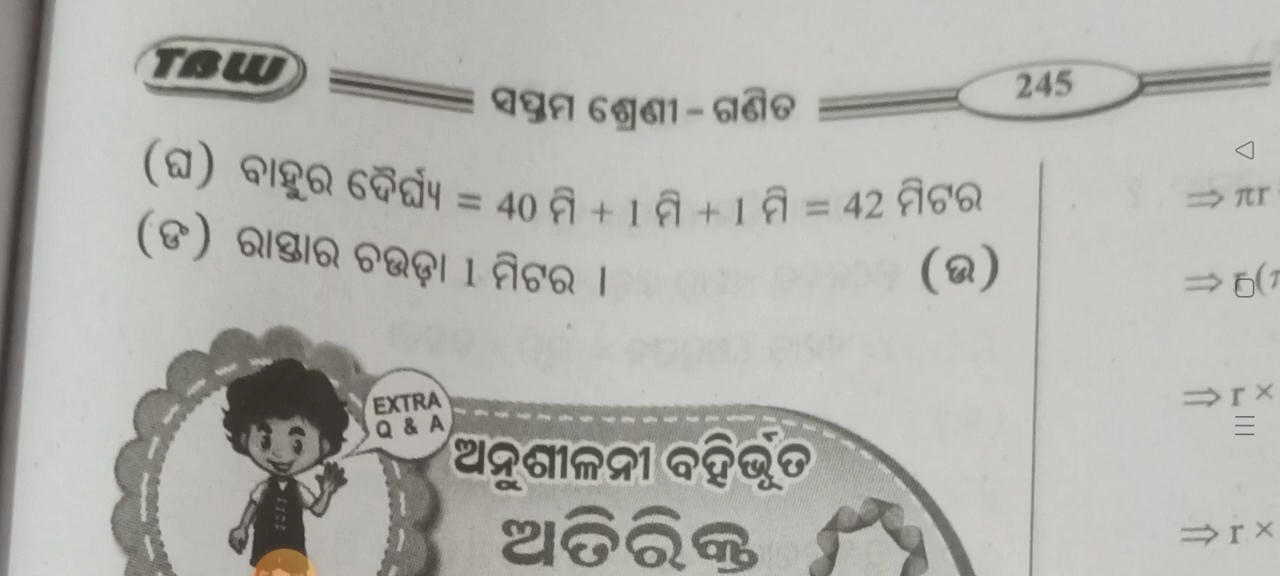 TBW
ସପ୍ତମ ଶ୍ରେଣୀ – ଗଣିତ
245
(ଘ) ବାହୁର ଦୈର୍ଘ୍ୟ = 40 ମି + 1 ମି + 1 ମି = 42 ମିଟର
(ଙ) ରାସ୍ତାର ଚଉଡ଼ା 1 ମିଟର । (ଉ)
EXTRA
Q & A
ଅନୁଶୀଳନୀ ବହିର୍ଭୂତ
ଅତିରିକ୍ତ
⇒ πr
⇒ r(
⇒ r ×
⇒ r ×